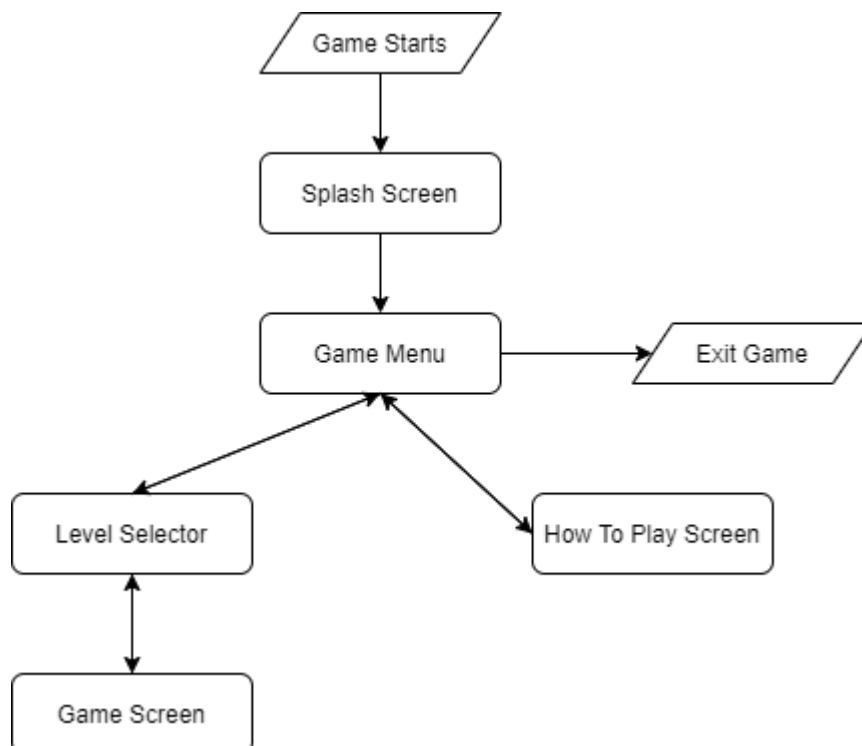 Game Starts
Splash Screen
Game Menu
Exit Game
Level Selector
How To Play Screen
Game Screen